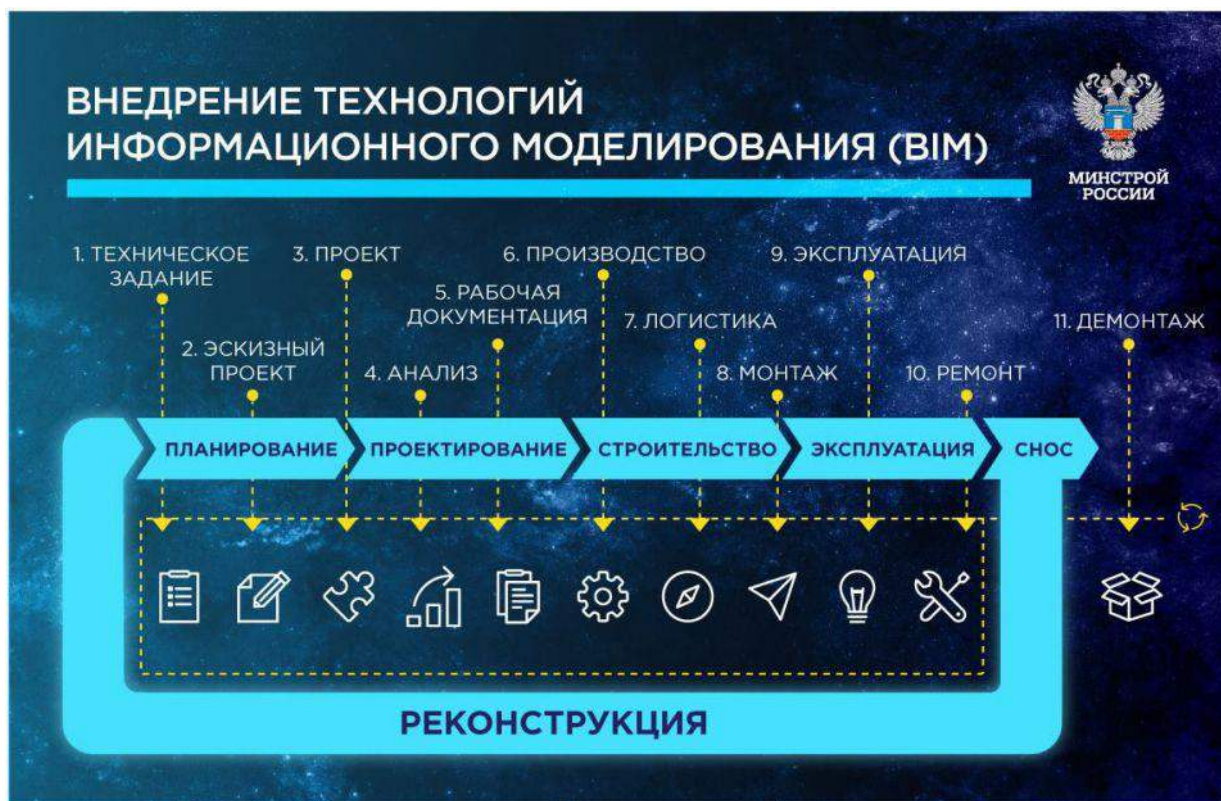 ВНЕДРЕНИЕ ТЕХНОЛОГИЙ
ИНФОРМАЦИОННОГО МОДЕЛИРОВАНИЯ (BIM)
МИНСТРОЙ
РОССИИ
1. ТЕХНИЧЕСКОЕ
ЗАДАНИЕ
2. ЭСКИЗНЫЙ
ПРОЕКТ
3. ПРОЕКТ
4. АНАЛИЗ
5. РАБОЧАЯ
ДОКУМЕНТАЦИЯ
6. ПРОИЗВОДСТВО
7. ЛОГИСТИКА
8. МОНТАЖ
9. ЭКСПЛУАТАЦИЯ
10. РЕМОНТ
11. ДЕМОНТАЖ
ПЛАНИРОВАНИЕ
ПРОЕКТИРОВАНИЕ
СТРОИТЕЛЬСТВО
ЭКСПЛУАТАЦИЯ
СНОС
РЕКОНСТРУКЦИЯ